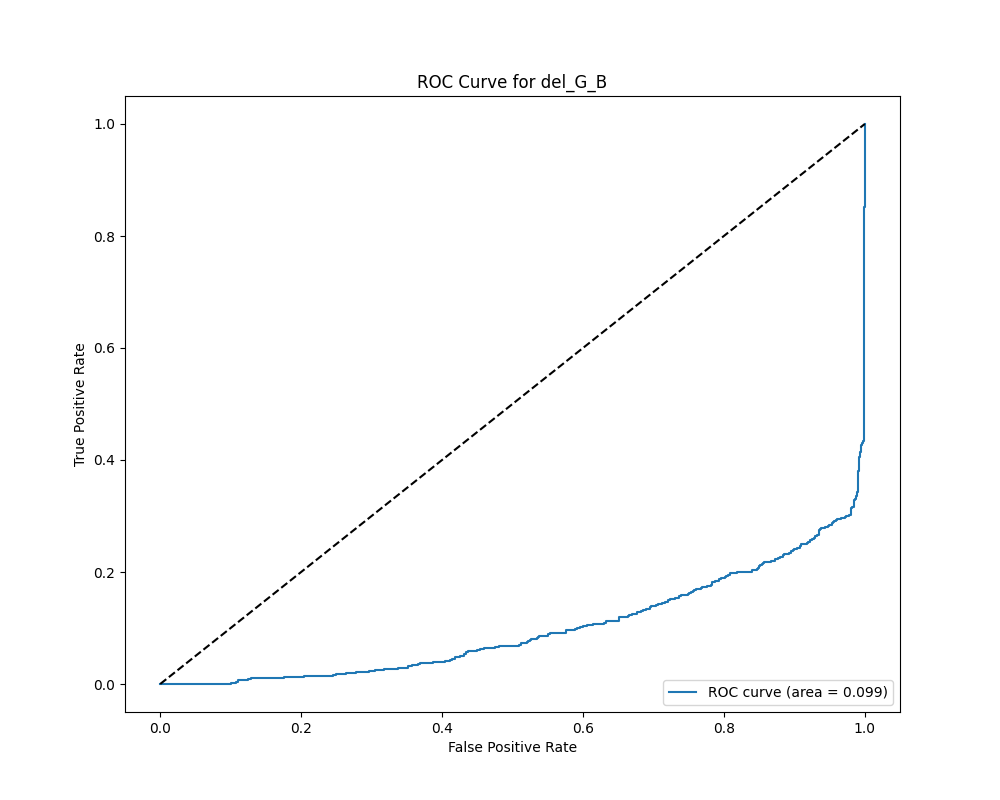 ROC Curve for del_G_B
True Positive Rate
1.0
0.8
0.6
0.4
0.2
0.0
ROC curve (area = 0.099)
0.0 0.2 0.4 0.6 0.8 1.0
False Positive Rate